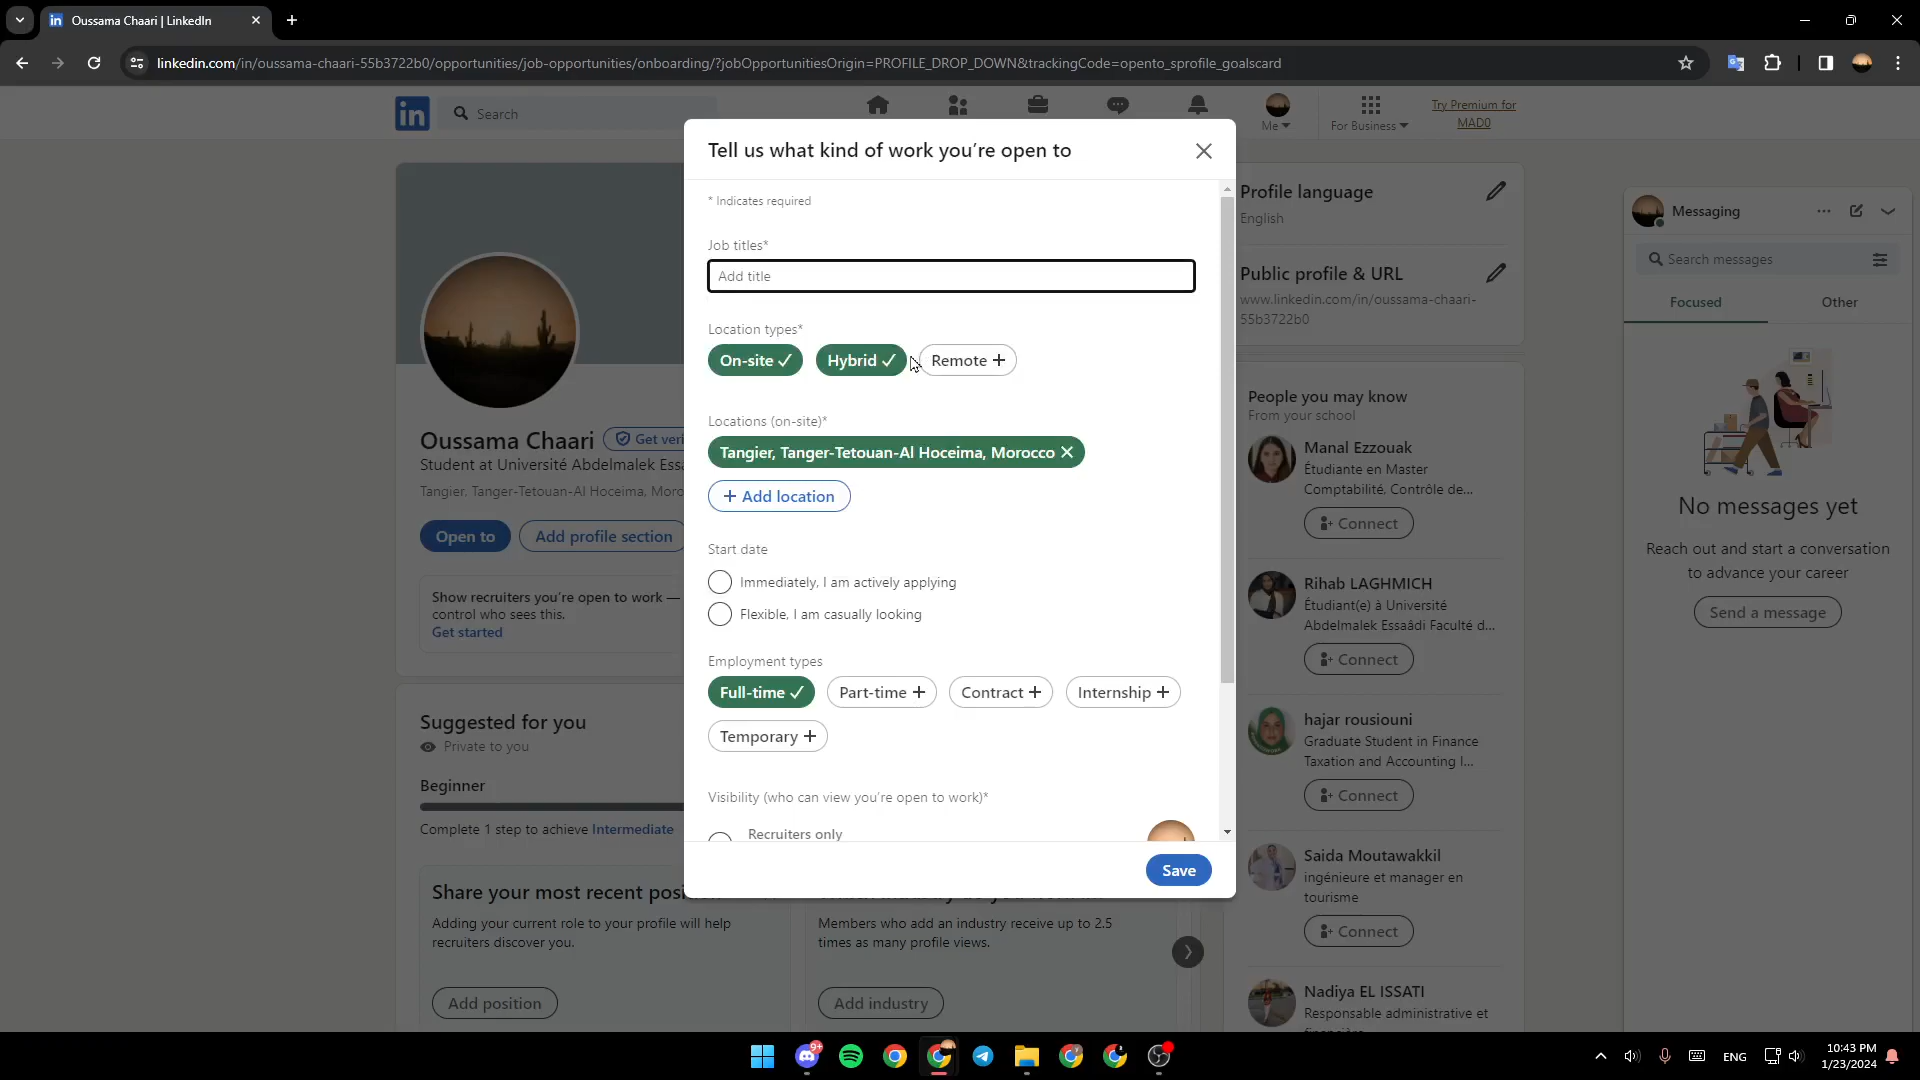 Oussama Chaari | LinkedIn
linkedin.com/in/oussama-chaari-55b3722b0/opportunities/job-opportunities/onboarding/?jobOpportunitiesOrigin=PROFILE_DROP_DOWN&trackingCode=opento_sprofile_goalscard
in
Search
Me
For Business
Try Premium for
MAD0
Tell us what kind of work you're open to
* Indicates required
Job titles*
Add title
Location types*
On-site
Hybrid
Remote
Locations (on-site)*
Tangier, Tanger-Tetouan-Al Hoceima, Morocco
Add location
Start date
Immediately, I am actively applying
Flexible, I am casually looking
Employment types
Full-time
Part-time
Contract
Internship
Temporary
Visibility (who can view you're open to work)*
Recruiters only
Save
Oussama Chaari
Get veri
Student at Université Abdelmalek Essa
Tangier, Tanger-Tetouan-Al Hoceima, Moro
Open to
Add profile section
Show recruiters you're open to work —
control who sees this.
Get started
Suggested for you
Private to you
Beginner
Complete 1 step to achieve Intermediate
Share your most recent posi
Adding your current role to your profile will help
recruiters discover you.
Add position
Members who add an industry receive up to 2.5
times as many profile views.
Add industry
Profile language
English
Public profile & URL
www.linkedin.com/in/oussama-chaari-
55b3722b0
People you may know
From your school
Manal Ezzouak
Étudiante en Master
Comptabilité, Contrôle de...
Connect
Rihab LAGHMICH
Étudiant(e) à Université
Abdelmalek Essaâdi Faculté d...
Connect
hajar rousiouni
Graduate Student in Finance
Taxation and Accounting I...
Connect
Saida Moutawakkil
ingénieure et manager en
tourisme
Connect
Nadiya EL ISSATI
Responsable administrative et
Messaging
Search messages
Focused
Other
No messages yet
Reach out and start a conversation
to advance your career
Send a message
9+
ENG
10:43 PM
1/23/2024